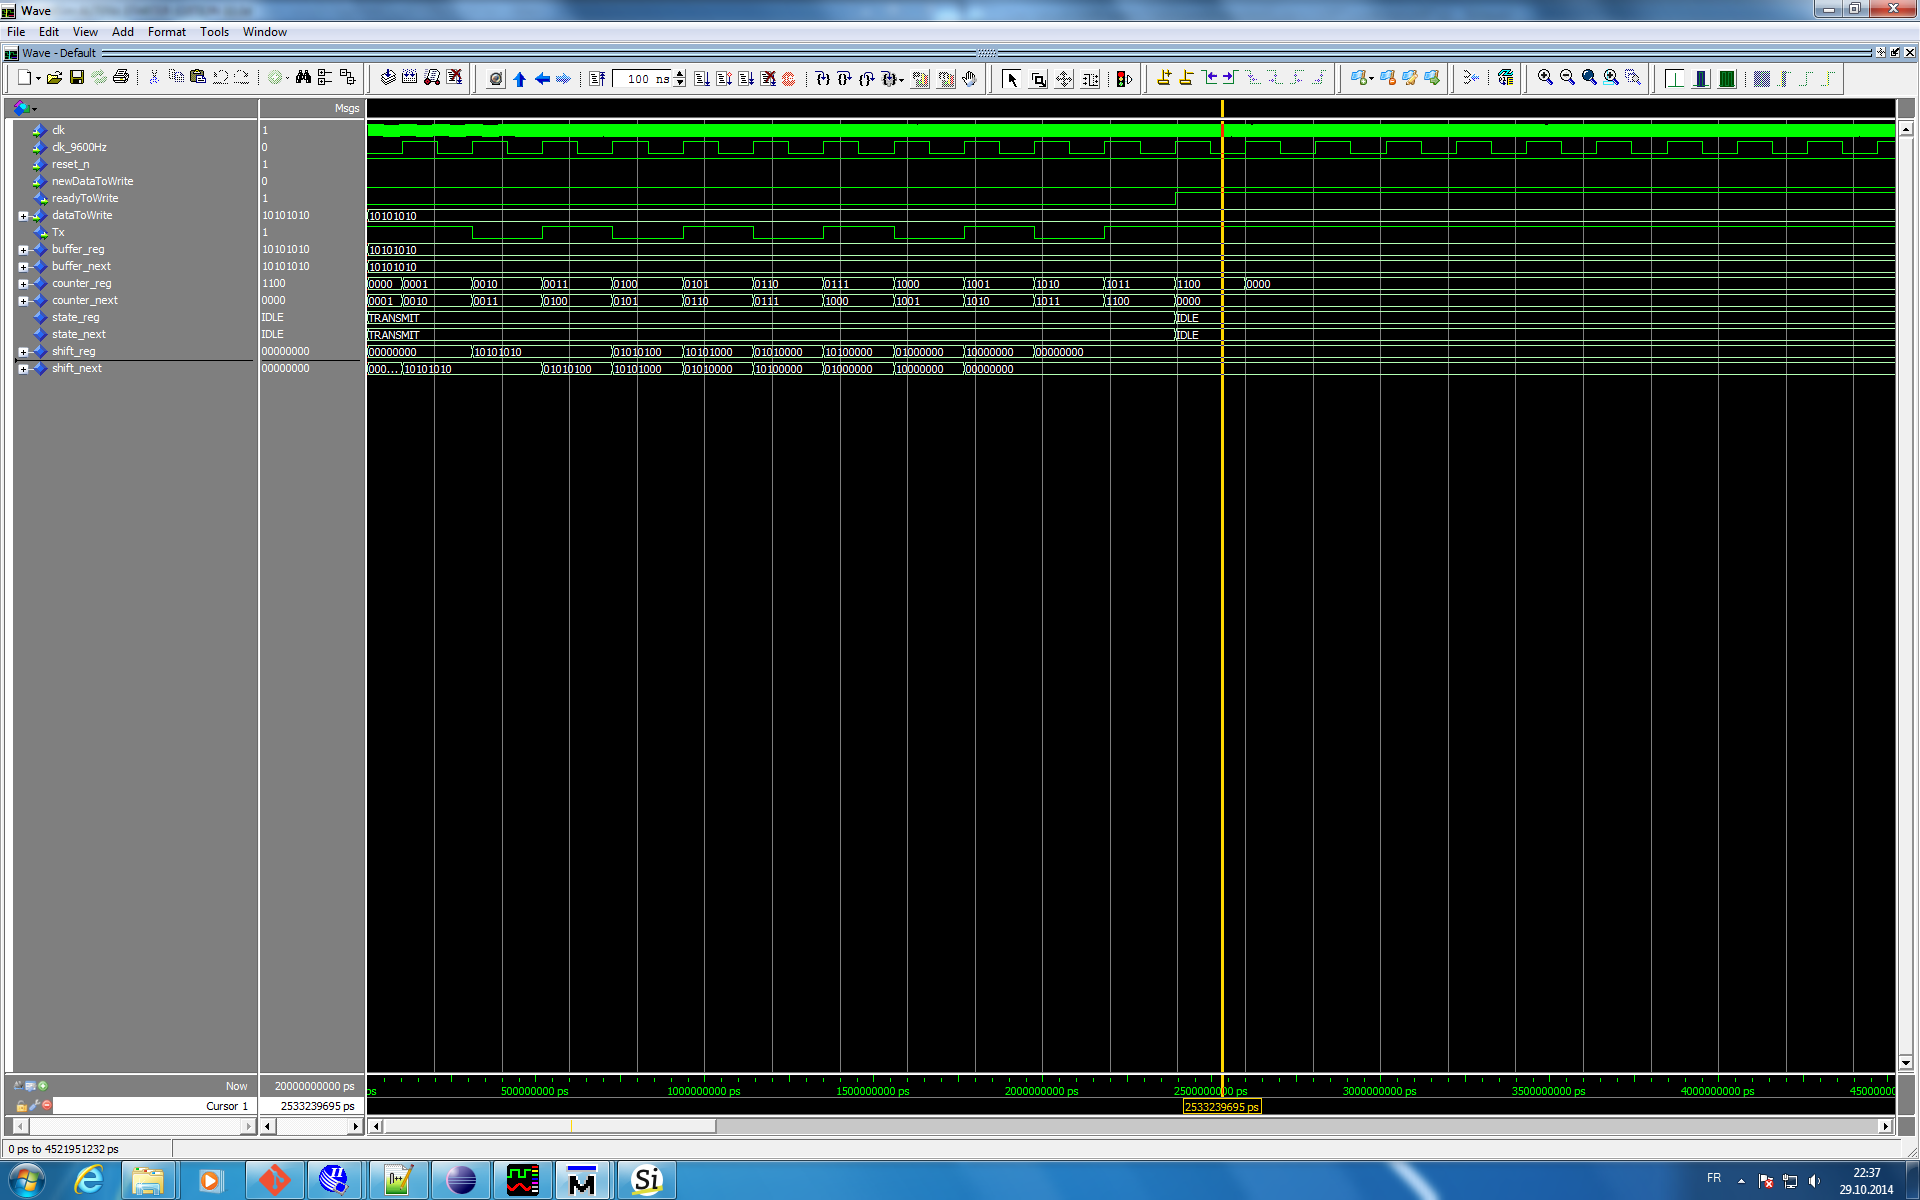 Wave
File Edit View Add Format Tools Window
Wave - Default
100 ns
Msgs
clk 1
clk_9600Hz 0
reset_n 1
newDataToWrite 0
readyToWrite 1
dataToWrite 10101010 10101010
Tx 1
buffer_reg 10101010 10101010
buffer_next 10101010 10101010
counter_reg 1100 0000 0001 0010 0011 0100 0101 0110 0111 1000 1001 1010 1011 1100 0000
counter_next 0000 0001 0010 0011 0100 0101 0110 0111 1000 1001 1010 1011 1100 0000
state_reg IDLE TRANSMIT IDLE
state_next IDLE TRANSMIT IDLE
shift_reg 00000000 00000000 10101010 01010100 10101000 01010000 10100000 01000000 10000000 00000000
shift_next 00000000 000... 10101010 01010100 10101000 01010000 10100000 01000000 10000000 00000000
Now 20000000000 ps ps 500000000 ps 1000000000 ps 1500000000 ps 2000000000 ps 2500000000 ps 3000000000 ps 3500000000 ps 4000000000 ps 45000000
Cursor 1 2533239695 ps 2533239695 ps
0 ps to 4521951232 ps
Si
FR
22:37
29.10.2014